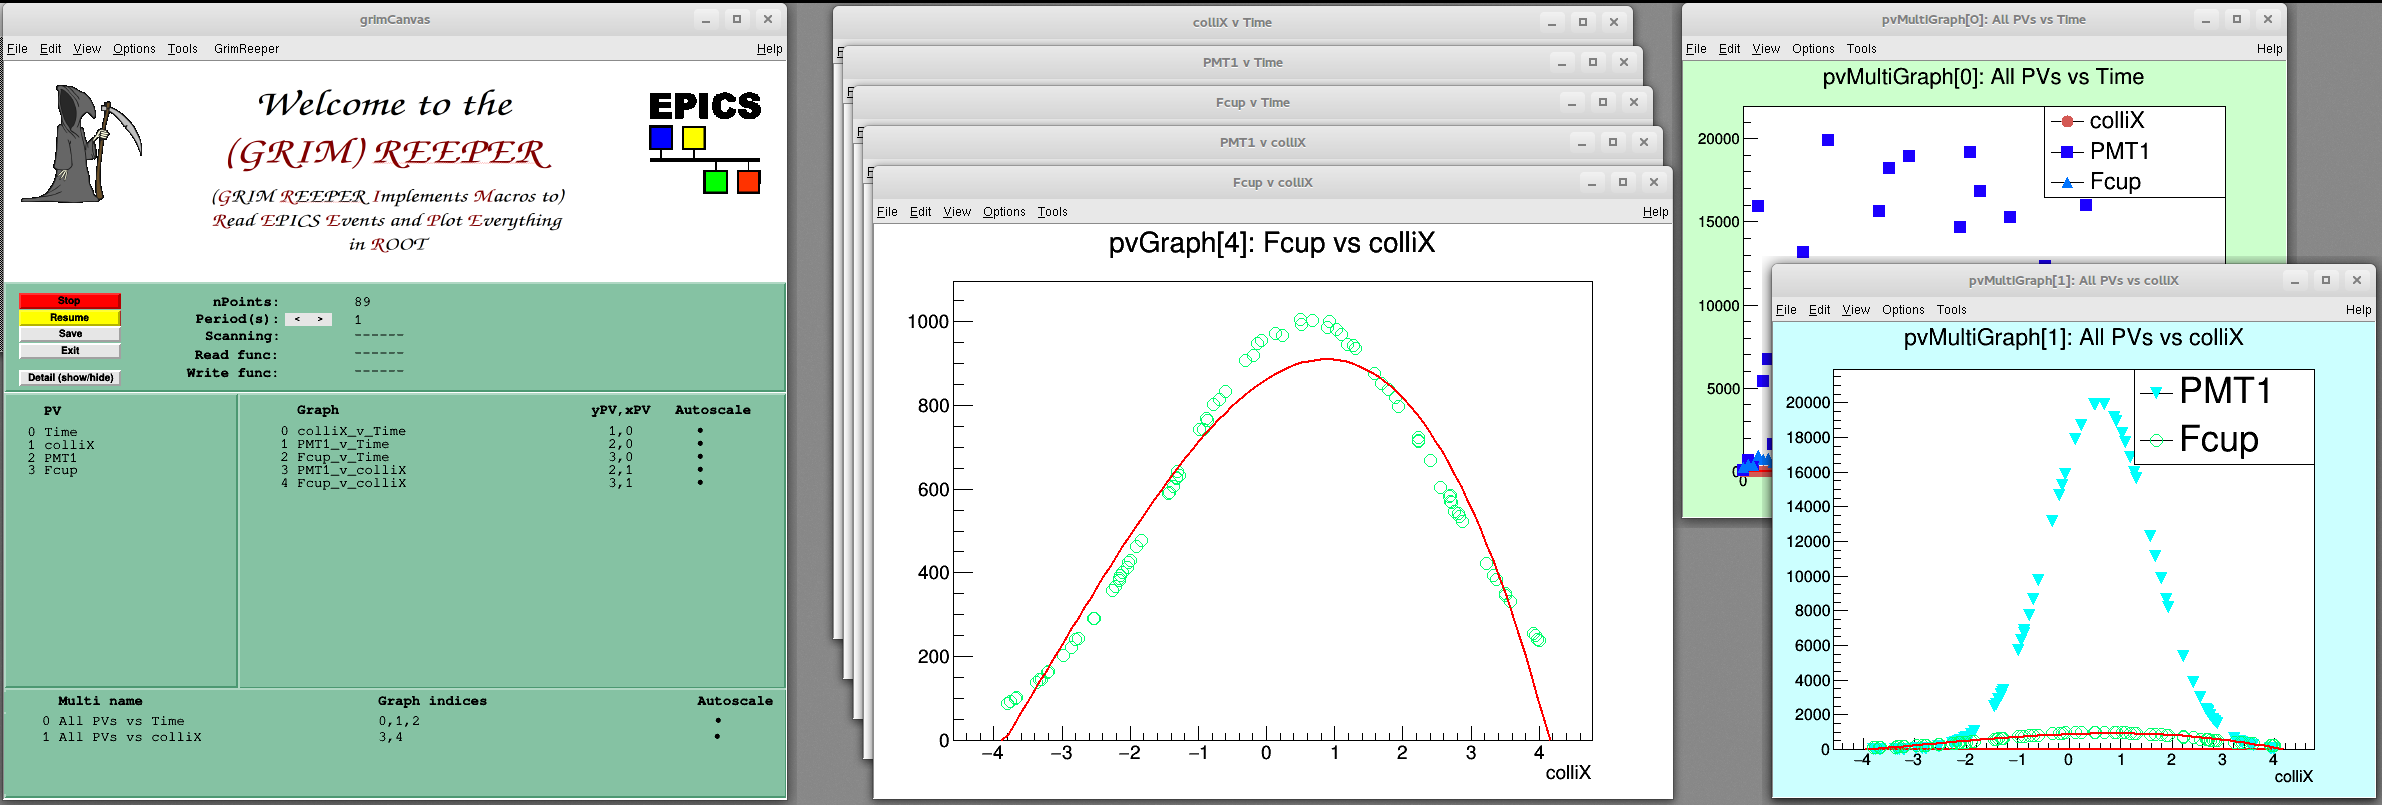 grimCanvas
File Edit View Options Tools GrimReeper Help
Welcome to the
(GRIM) REEPER
(GRIM REEPER Implements Macros to)
Read EPICS Events and Plot Everything
in ROOT
EPICS
Stop
Resume
Save
Exit
Detail (show/hide)
nPoints: 89
Period(s): < > 1
Scanning: ------
Read func: ------
Write func: ------
PV
0 Time
1 colliX
2 PMT1
3 Fcup
Graph yPV,xPV Autoscale
0 colliX_v_Time 1,0 •
1 PMT1_v_Time 2,0 •
2 Fcup_v_Time 3,0 •
3 PMT1_v_colliX 2,1 •
4 Fcup_v_colliX 3,1 •
Multi name Graph indices Autoscale
0 All PVs vs Time 0,1,2 •
1 All PVs vs colliX 3,4 •
colliX v Time
PMT1 v Time
Fcup v Time
PMT1 v colliX
Fcup v colliX
File Edit View Options Tools Help
pvGraph[4]: Fcup vs colliX
1000
800
600
400
200
0
−4 −3 −2 −1 0 1 2 3 4
colliX
pvMultiGraph[0]: All PVs vs Time
File Edit View Options Tools Help
pvMultiGraph[0]: All PVs vs Time
colliX
PMT1
Fcup
20000
15000
10000
5000
0
0
pvMultiGraph[1]: All PVs vs colliX
File Edit View Options Tools Help
pvMultiGraph[1]: All PVs vs colliX
PMT1
Fcup
20000
18000
16000
14000
12000
10000
8000
6000
4000
2000
0
−4 −3 −2 −1 0 1 2 3 4
colliX